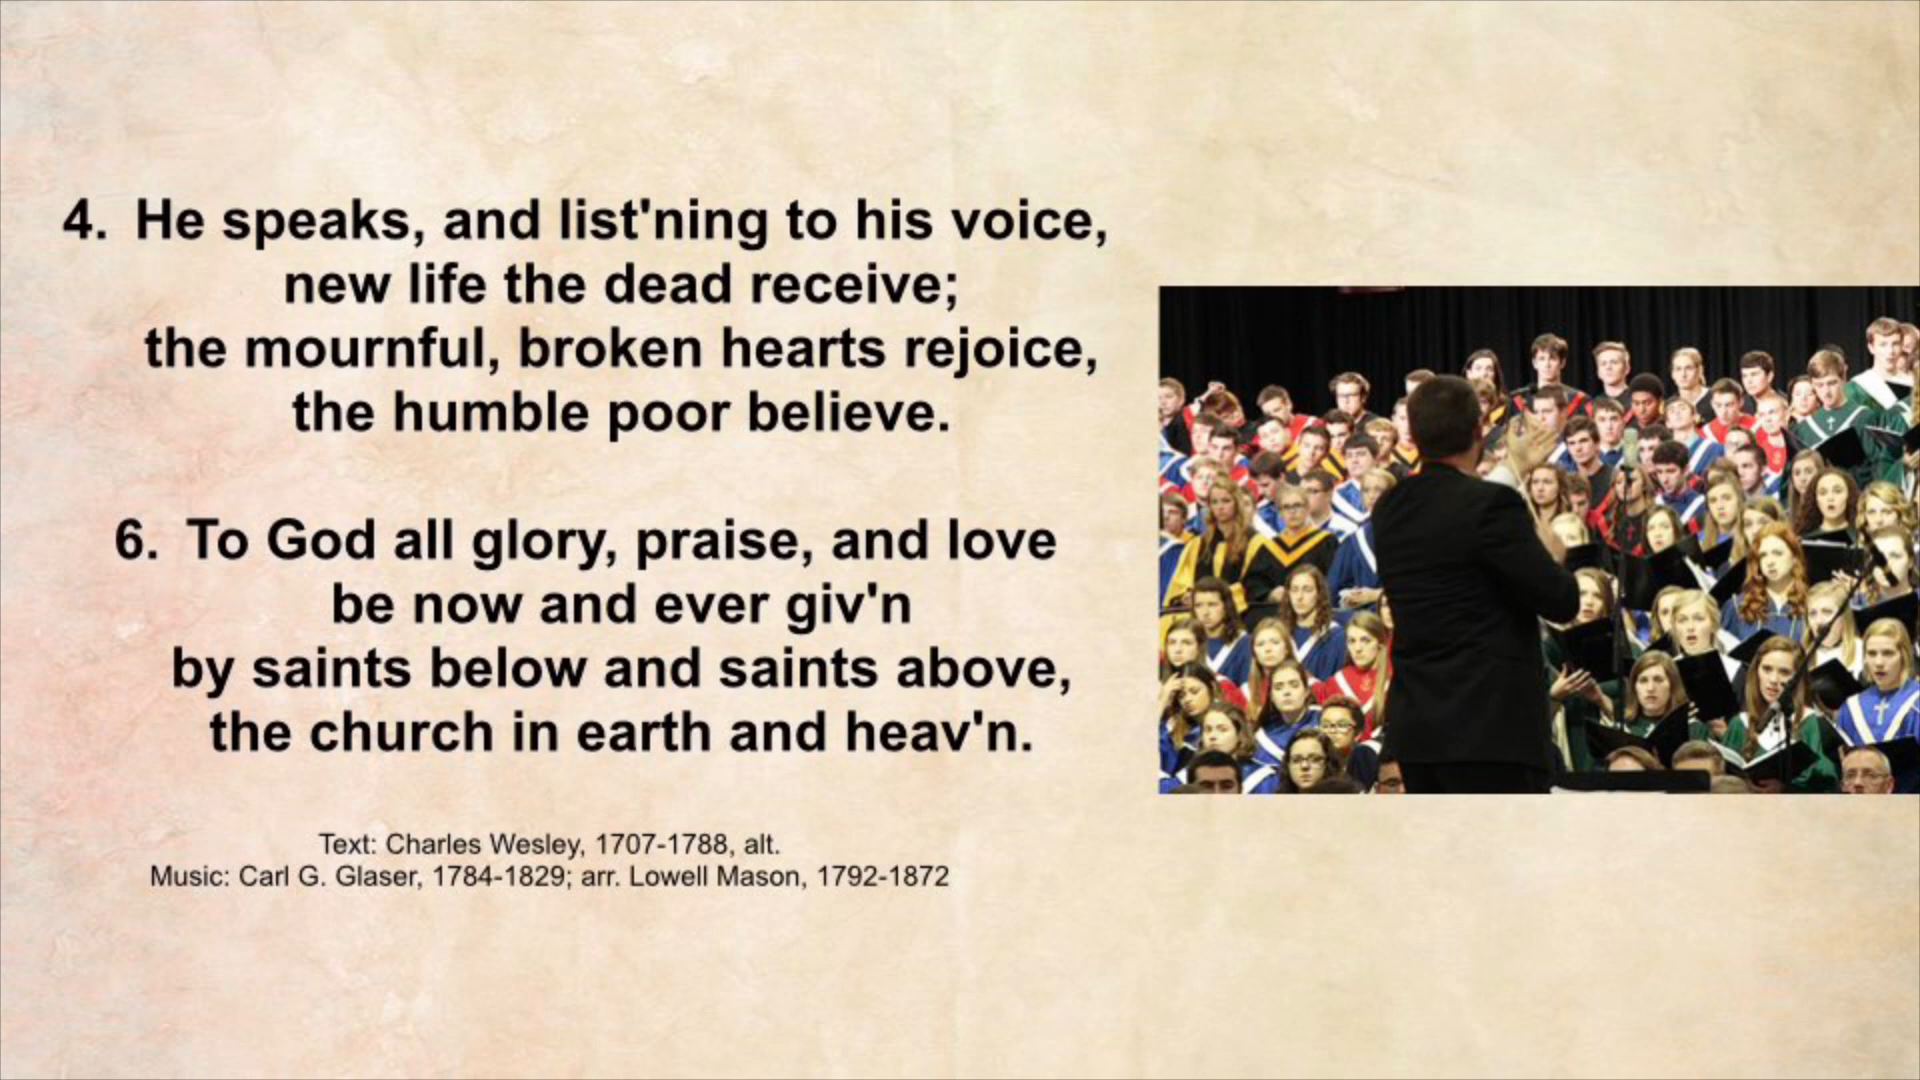 4. He speaks, and list'ning to his voice,
new life the dead receive;
the mournful, broken hearts rejoice,
the humble poor believe.
6. To God all glory, praise, and love
be now and ever giv'n
by saints below and saints above,
the church in earth and heav'n.
Text: Charles Wesley, 1707-1788, alt.
Music: Carl G. Glaser, 1784-1829; arr. Lowell Mason, 1792-1872